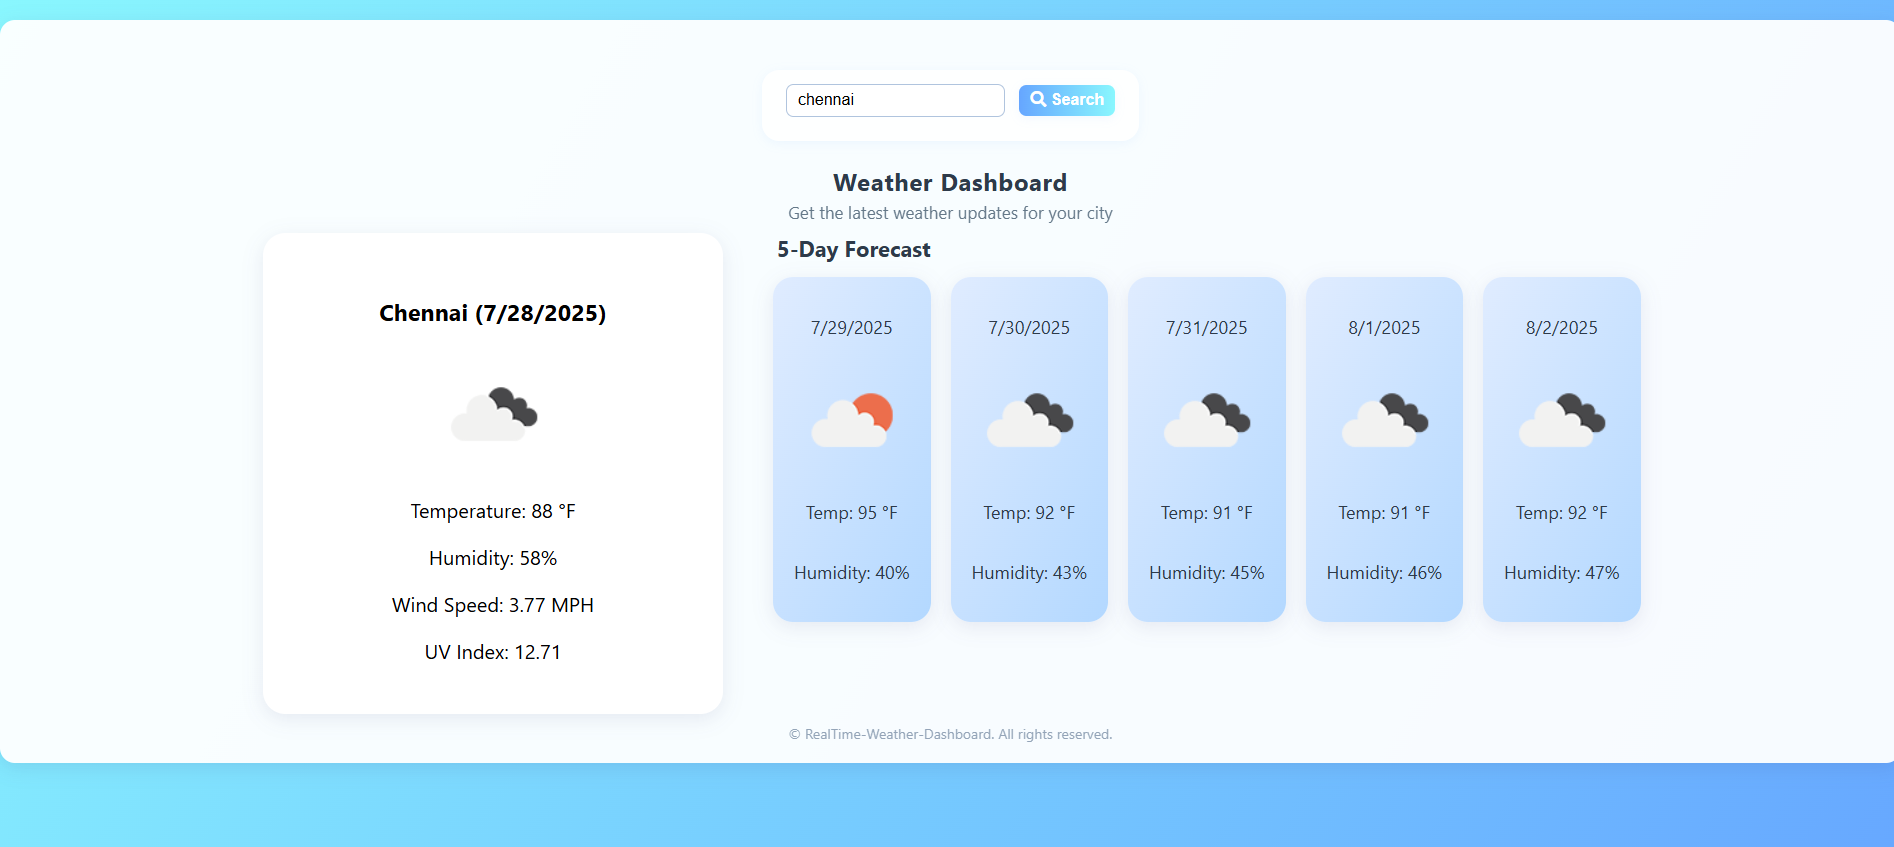 chennai
Search
Weather Dashboard
Get the latest weather updates for your city
Chennai (7/28/2025)
Temperature: 88 °F
Humidity: 58%
Wind Speed: 3.77 MPH
UV Index: 12.71
5-Day Forecast
7/29/2025
Temp: 95 °F
Humidity: 40%
7/30/2025
Temp: 92 °F
Humidity: 43%
7/31/2025
Temp: 91 °F
Humidity: 45%
8/1/2025
Temp: 91 °F
Humidity: 46%
8/2/2025
Temp: 92 °F
Humidity: 47%
© RealTime-Weather-Dashboard. All rights reserved.